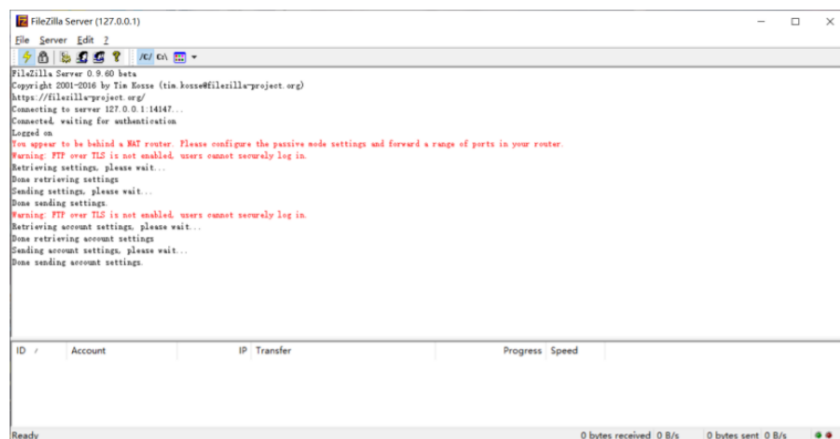 FileZilla Server (127.0.0.1)
File Server Edit ?
/C/ C:\
FileZilla Server 0.9.60 beta
Copyright 2001-2016 by Tim Kosse (tim.kosse@filezilla-project.org)
https://filezilla-project.org/
Connecting to server 127.0.0.1:14147...
Connected, waiting for authentication
Logged on
You appear to be behind a NAT router. Please configure the passive mode settings and forward a range of ports in your router.
Warning: FTP over TLS is not enabled, users cannot securely log in.
Retrieving settings, please wait...
Done retrieving settings
Sending settings, please wait...
Done sending settings.
Warning: FTP over TLS is not enabled, users cannot securely log in.
Retrieving account settings, please wait...
Done retrieving account settings
Sending account settings, please wait...
Done sending account settings.
ID / Account IP Transfer Progress Speed
Ready 0 bytes received 0 B/s 0 bytes sent 0 B/s